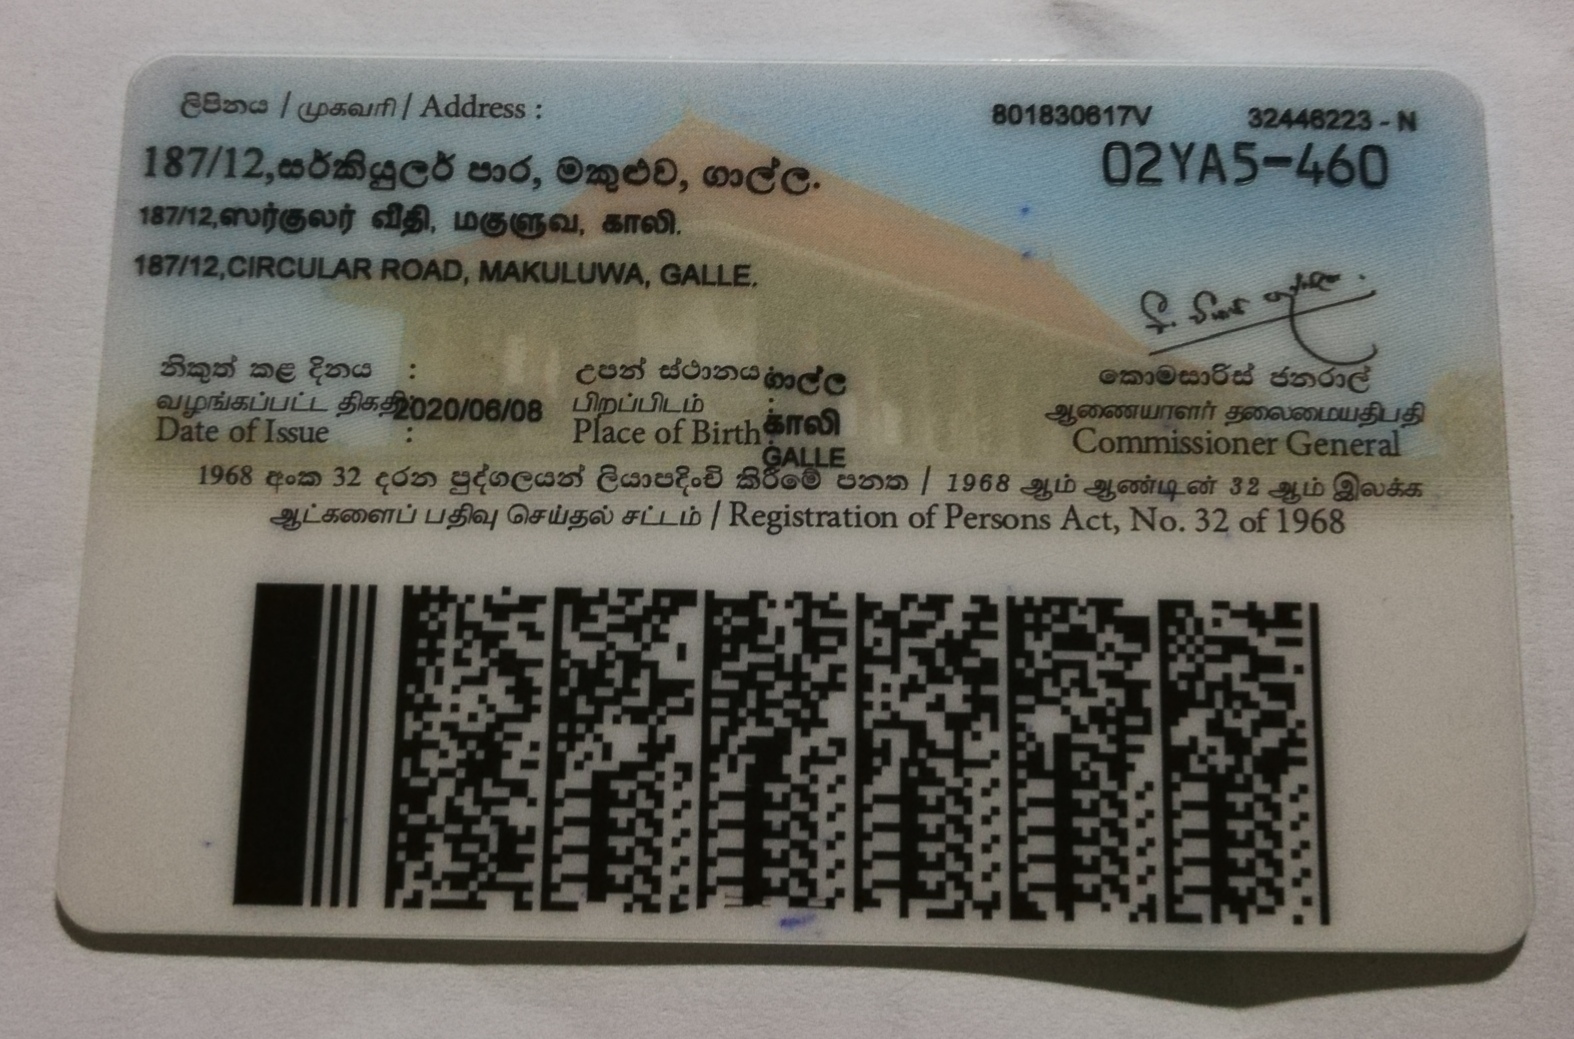 ලිපිනය / முகவரி / Address :
801830617V 32446223 - N
02YA5-460
187/12,සර්කියුලර් පාර, මකුළුව, ගාල්ල.
187/12,ஸர்குலர் வீதி, மகுளுவ, காலி.
187/12,CIRCULAR ROAD, MAKULUWA, GALLE.
නිකුත් කළ දිනය :
வழங்கப்பட்ட திகதி: 2020/06/08
Date of Issue :
උපන් ස්ථානය: ගාල්ල
பிறப்பிடம் : காலி
Place of Birth: GALLE
කොමසාරිස් ජනරාල්
ஆணையாளர் தலைமையதிபதி
Commissioner General
1968 අංක 32 දරන පුද්ගලයන් ලියාපදිංචි කිරීමේ පනත / 1968 ஆம் ஆண்டின் 32 ஆம் இலக்க
ஆட்களைப் பதிவு செய்தல் சட்டம் / Registration of Persons Act, No. 32 of 1968